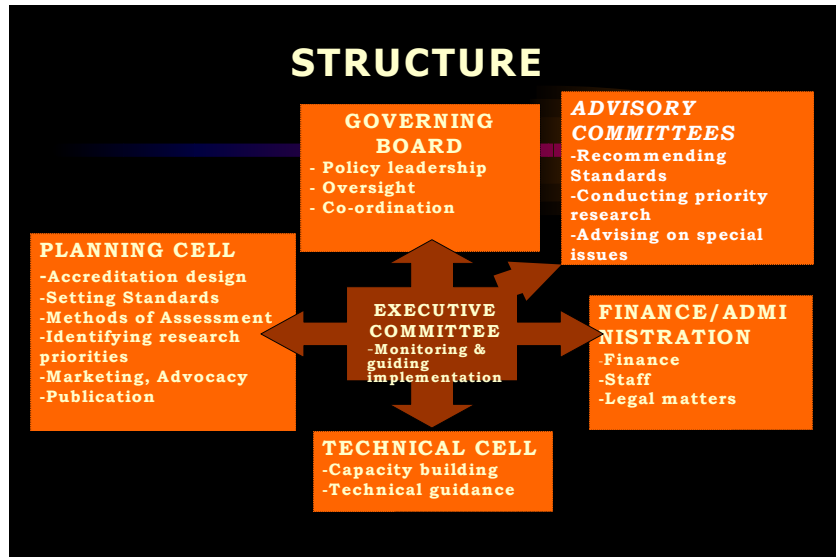 STRUCTURE
GOVERNING
BOARD
- Policy leadership
- Oversight
- Co-ordination
ADVISORY
COMMITTEES
-Recommending
Standards
-Conducting priority
research
-Advising on special
issues
PLANNING CELL
-Accreditation design
-Setting Standards
-Methods of Assessment
-Identifying research
priorities
-Marketing, Advocacy
-Publication
EXECUTIVE
COMMITTEE
-Monitoring &
guiding
implementation
FINANCE/ADMI
NISTRATION
-Finance
-Staff
-Legal matters
TECHNICAL CELL
-Capacity building
-Technical guidance